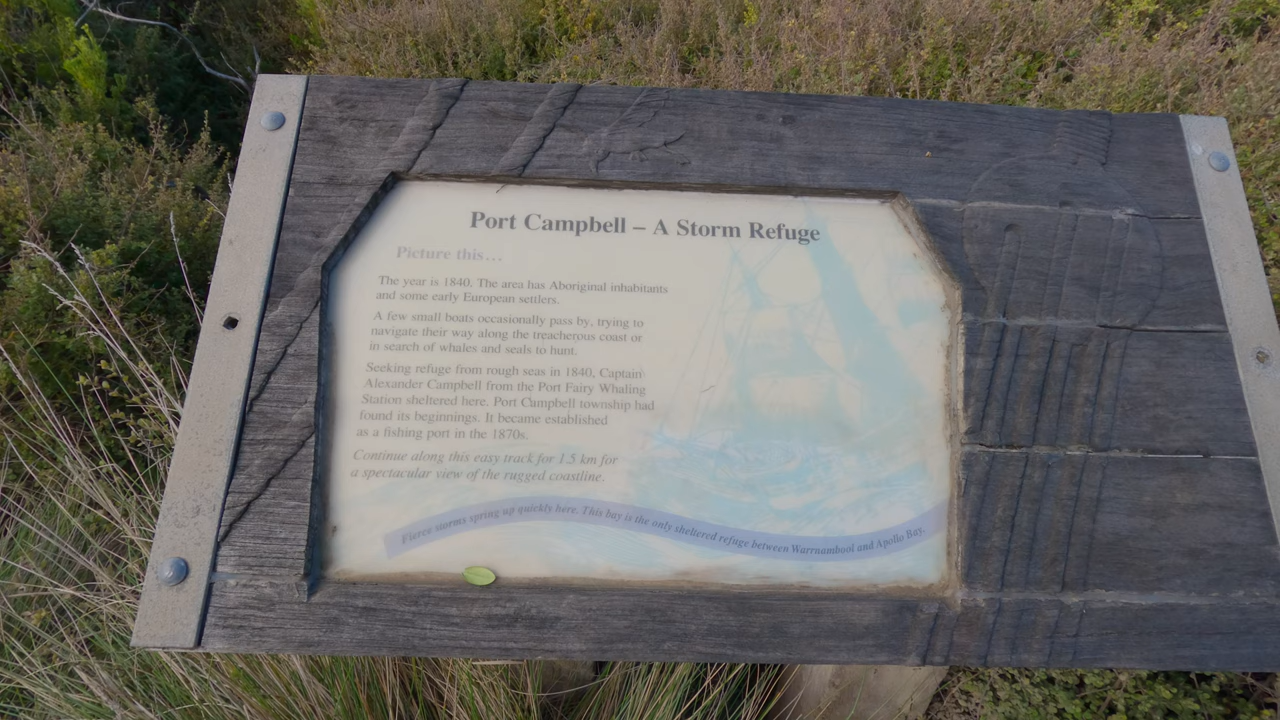 Port Campbell – A Storm Refuge
Picture this…
The year is 1840. The area has Aboriginal inhabitants
and some early European settlers.
A few small boats occasionally pass by, trying to
navigate their way along the treacherous coast or
in search of whales and seals to hunt.
Seeking refuge from rough seas in 1840, Captain
Alexander Campbell from the Port Fairy Whaling
Station sheltered here. Port Campbell township had
found its beginnings. It became established
as a fishing port in the 1870s.
Continue along this easy track for 1.5 km for
a spectacular view of the rugged coastline.
Fierce storms spring up quickly here. This bay is the only sheltered refuge between Warrnambool and Apollo Bay.